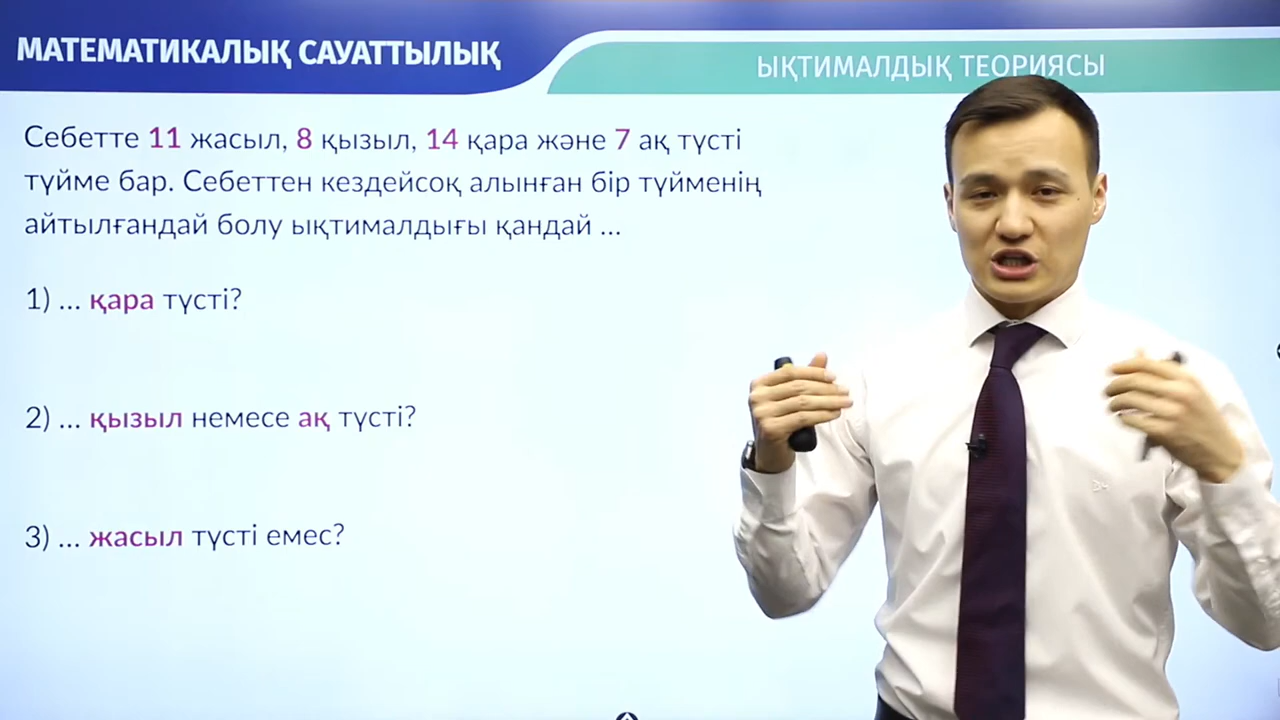 МАТЕМАТИКАЛЫҚ САУАТТЫЛЫҚ
ЫҚТИМАЛДЫҚ ТЕОРИЯСЫ
Себетте 11 жасыл, 8 қызыл, 14 қара және 7 ақ түсті
түйме бар. Себеттен кездейсоқ алынған бір түйменің
айтылғандай болу ықтималдығы қандай ...
1) ... қара түсті?
2) ... қызыл немесе ақ түсті?
3) ... жасыл түсті емес?